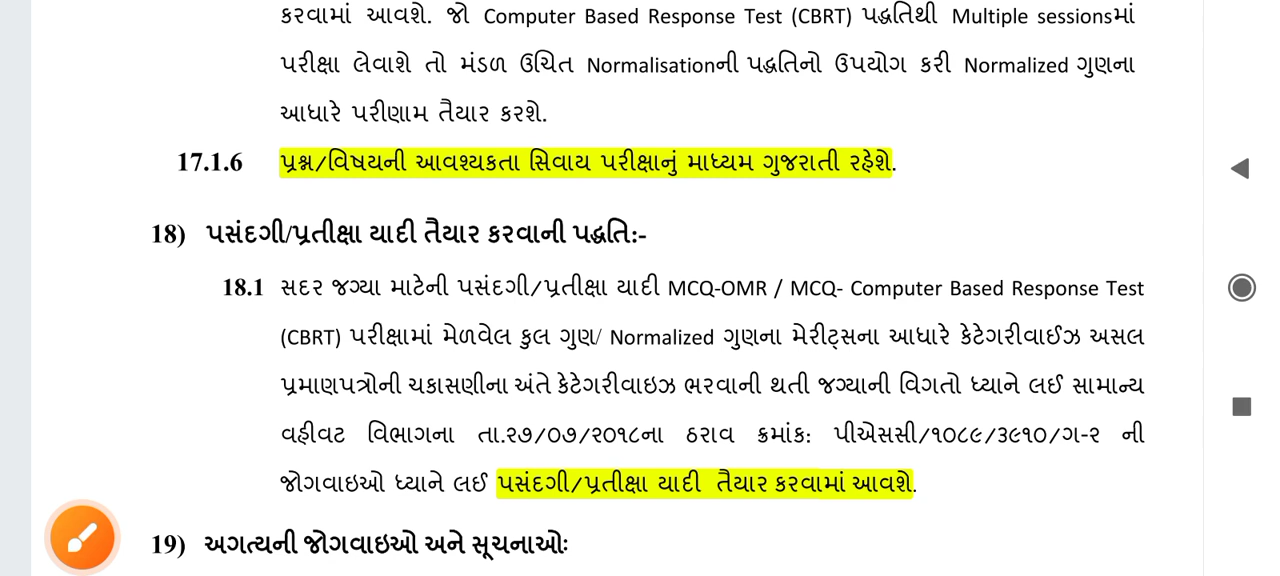 કરવામાં આવશે. જો Computer Based Response Test (CBRT) પદ્ધતિથી Multiple sessionsમાં
પરીક્ષા લેવાશે તો મંડળ ઉચિત Normalisationની પદ્ધતિનો ઉપયોગ કરી Normalized ગુણના
આધારે પરીણામ તૈયાર કરશે.
17.1.6 પ્રશ્ન/વિષયની આવશ્યકતા સિવાય પરીક્ષાનું માધ્યમ ગુજરાતી રહેશે.
18) પસંદગી/પ્રતીક્ષા યાદી તૈયાર કરવાની પદ્ધતિ:-
18.1 સદર જગ્યા માટેની પસંદગી/પ્રતીક્ષા યાદી MCQ-OMR / MCQ- Computer Based Response Test
(CBRT) પરીક્ષામાં મેળવેલ કુલ ગુણ/ Normalized ગુણના મેરીટ્સના આધારે કેટેગરીવાઈઝ અસલ
પ્રમાણપત્રોની ચકાસણીના અંતે કેટેગરીવાઇઝ ભરવાની થતી જગ્યાની વિગતો ધ્યાને લઈ સામાન્ય
વહીવટ વિભાગના તા.૨૭/૦૭/૨૦૧૮ના ઠરાવ ક્રમાંક: પીએસસી/૧૦૮૯/૩૯૧૦/ગ-૨ ની
જોગવાઇઓ ધ્યાને લઈ પસંદગી/પ્રતીક્ષા યાદી તૈયાર કરવામાં આવશે.
19) અગત્યની જોગવાઇઓ અને સૂચનાઓઃ